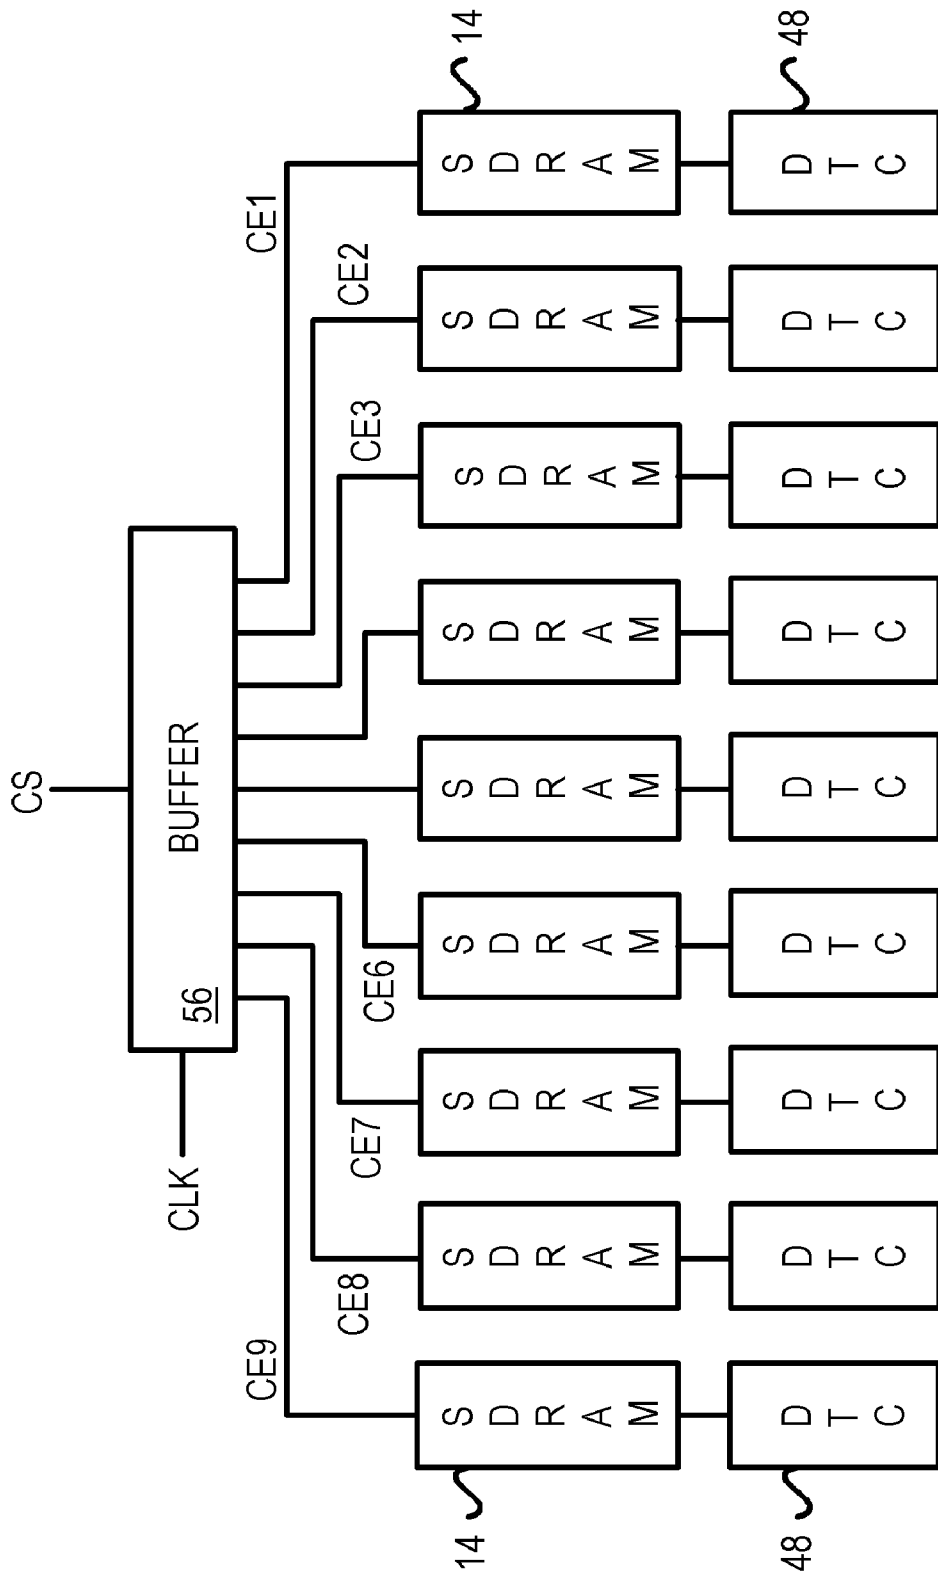 CS
CLK
BUFFER
56
CE9
CE8
CE7
CE6
CE3
CE2
CE1
14
SDRAM
SDRAM
SDRAM
SDRAM
SDRAM
SDRAM
SDRAM
SDRAM
SDRAM
14
48
DTC
DTC
DTC
DTC
DTC
DTC
DTC
DTC
DTC
48